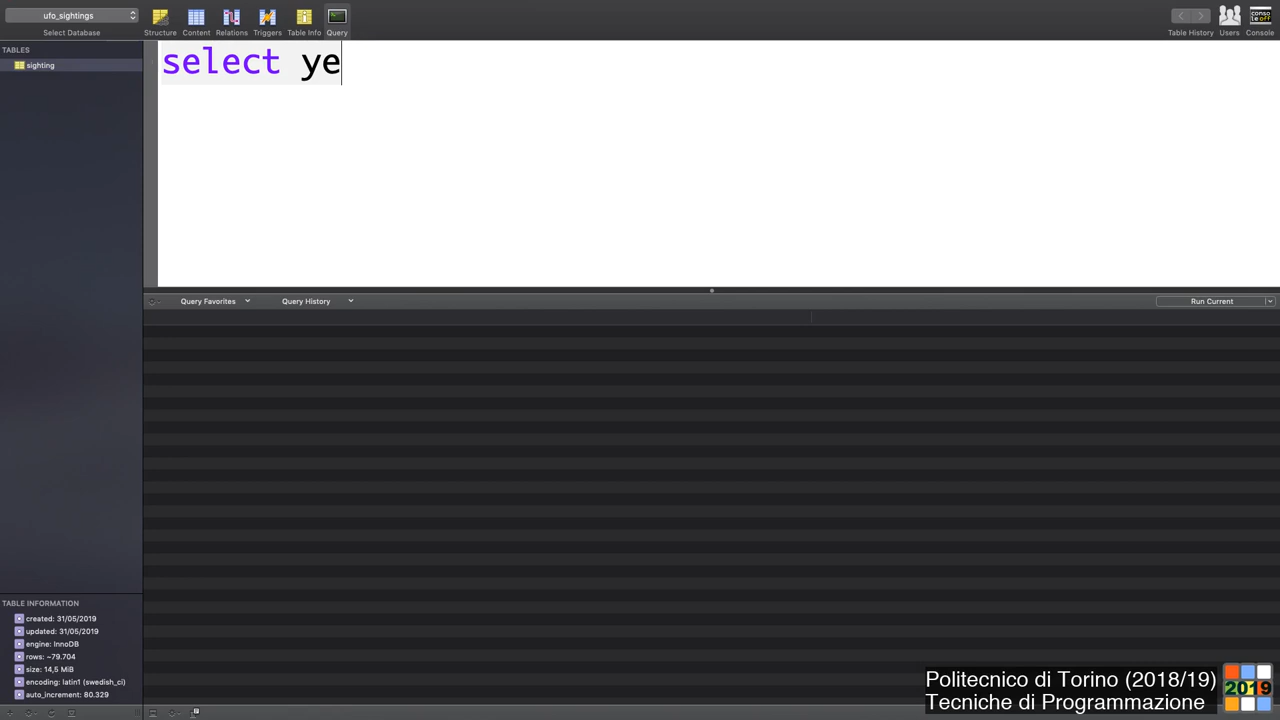 ufo_sightings
Select Database
Structure
Content
Relations
Triggers
Table Info
Query
Table History
Users
conso
le off
Console
TABLES
sighting
select ye
Query Favorites
Query History
Run Current
TABLE INFORMATION
created: 31/05/2019
updated: 31/05/2019
engine: InnoDB
rows: ~79.704
size: 14,5 MiB
encoding: latin1 (swedish_ci)
auto_increment: 80.329
Politecnico di Torino (2018/19)
Tecniche di Programmazione
2019